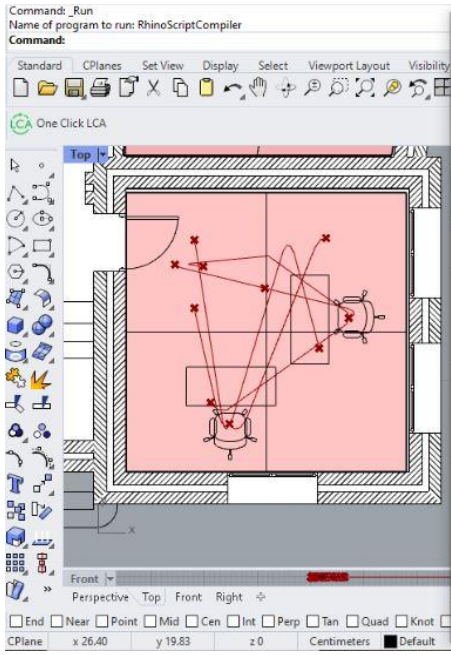 Command: _Run
Name of program to run: RhinoScriptCompiler
Command:
Standard CPlanes Set View Display Select Viewport Layout Visibility
LCA One Click LCA
Top
x
Front
Perspective Top Front Right
End Near Point Mid Cen Int Perp Tan Quad Knot
CPlane x 26.40 y 19.83 z 0 Centimeters Default